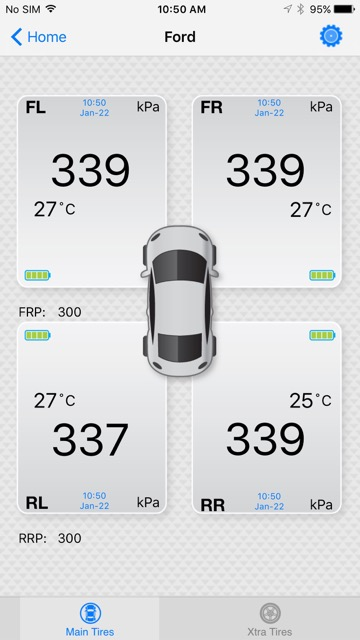 No SIM 10:50 AM 95%
Home Ford
FL 10:50 Jan-22 kPa
339
27°C
FR 10:50 Jan-22 kPa
339
27°C
FRP: 300
27°C
337
RL 10:50 Jan-22 kPa
25°C
339
RR 10:50 Jan-22 kPa
RRP: 300
Main Tires Xtra Tires